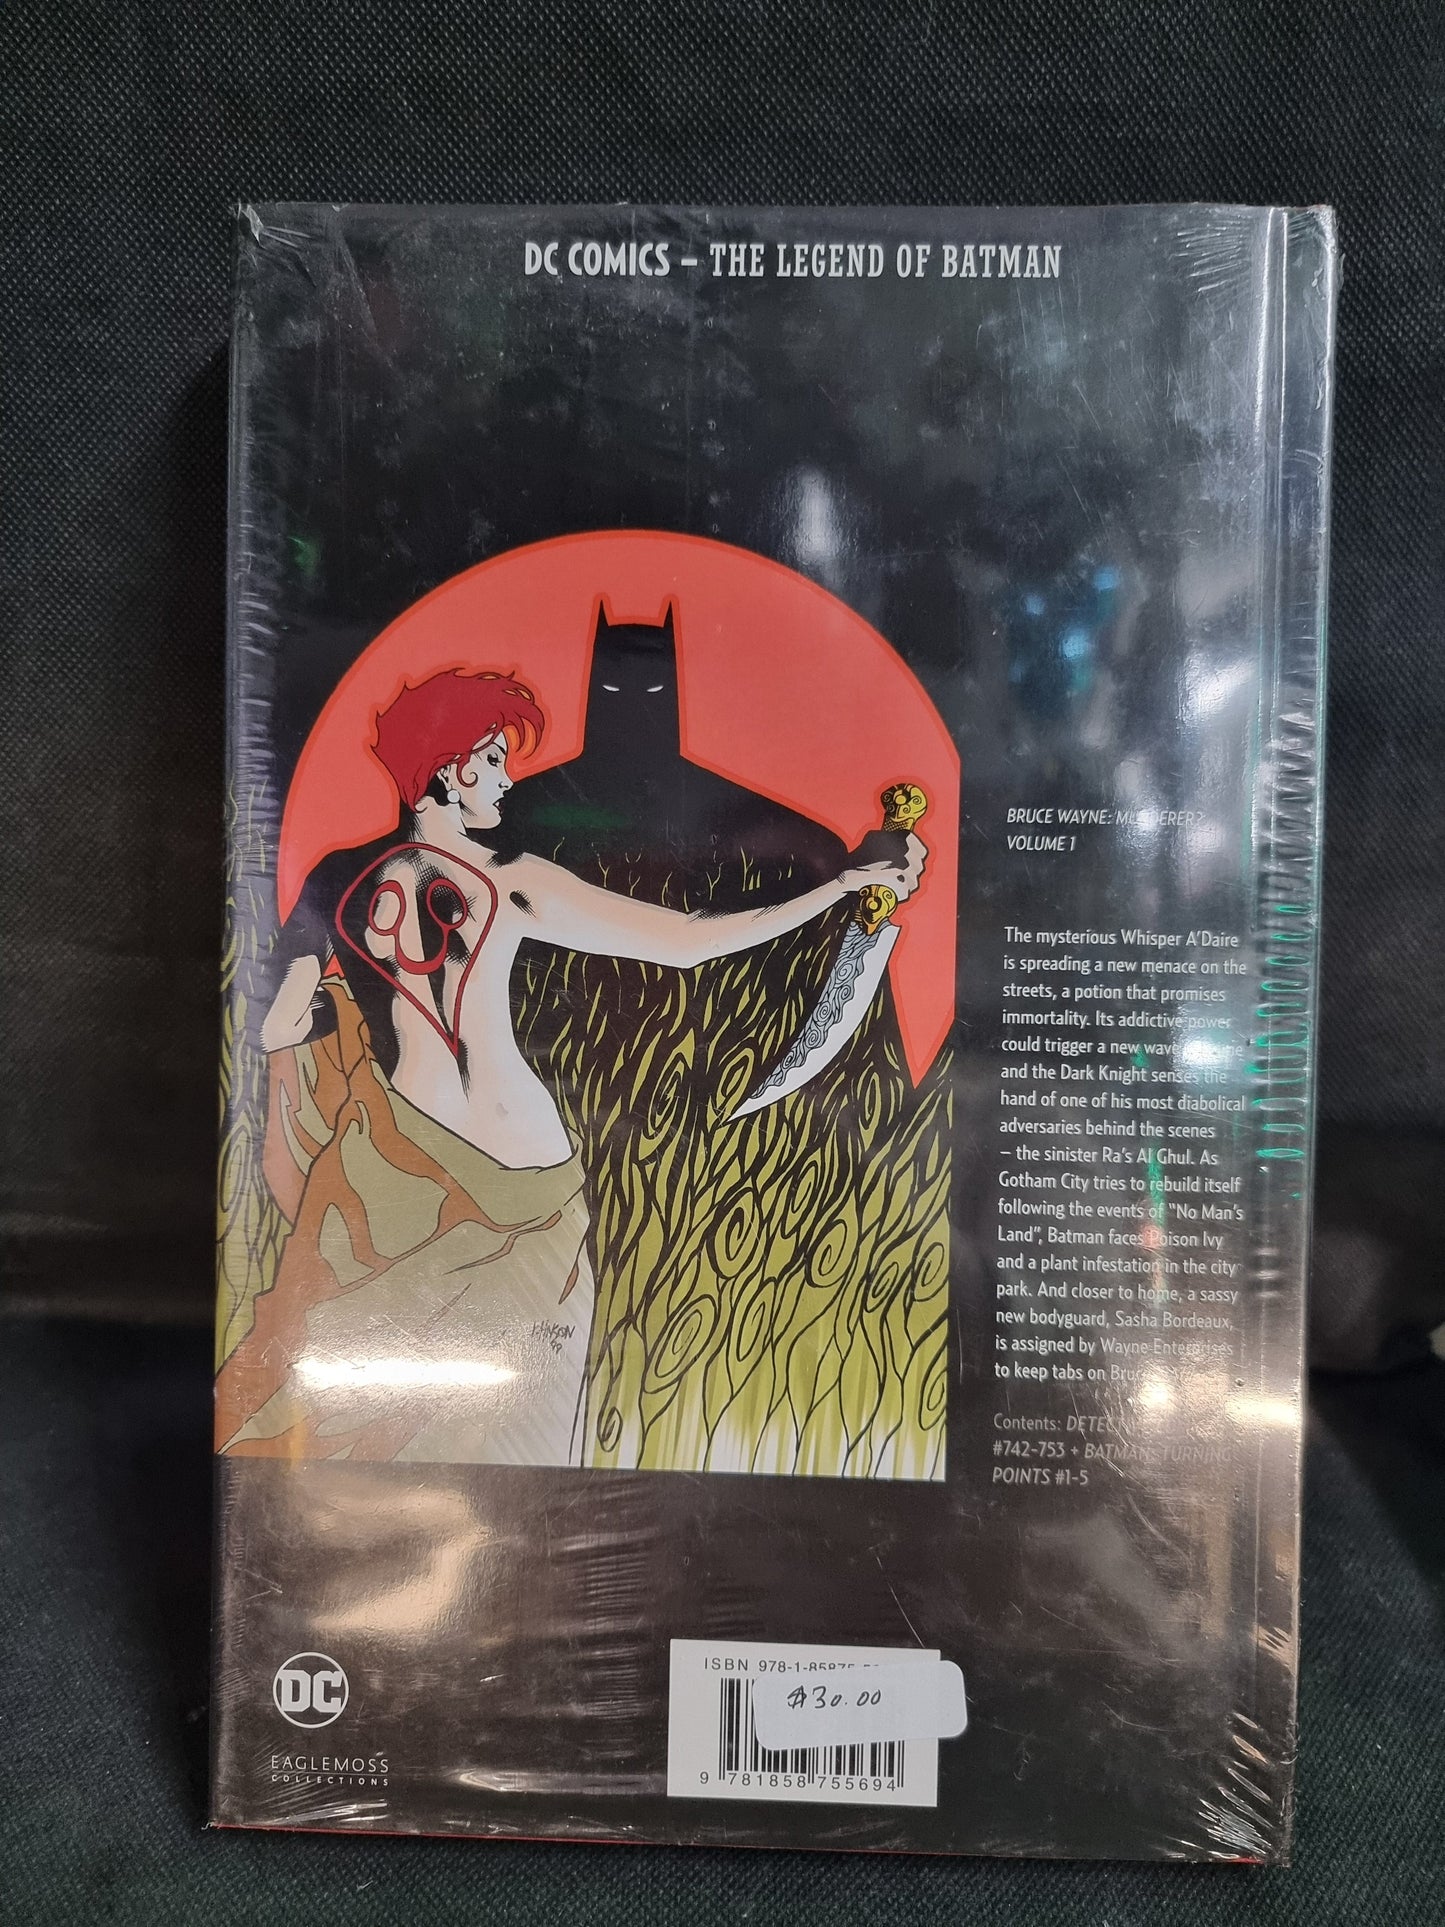 DC COMICS – THE LEGEND OF BATMAN
BRUCE WAYNE: MURDERER?
VOLUME 1
The mysterious Whisper A'Daire
is spreading a new menace on the
streets, a potion that promises
immortality. Its addictive power
could trigger a new wave
and the Dark Knight senses the
hand of one of his most diabolical
adversaries behind the scenes
– the sinister Ra's Al Ghul. As
Gotham City tries to rebuild itself
following the events of "No Man's
Land", Batman faces Poison Ivy
and a plant infestation in the city
park. And closer to home, a sassy
new bodyguard, Sasha Bordeaux,
is assigned by Wayne Enterprises
to keep tabs on
Contents:
#742-753 + BATMAN: TURNING
POINTS #1-5
JOHNSON
99
DC
EAGLEMOSS
COLLECTIONS
ISBN 978-1-85875
$30.00
9 781858 755694